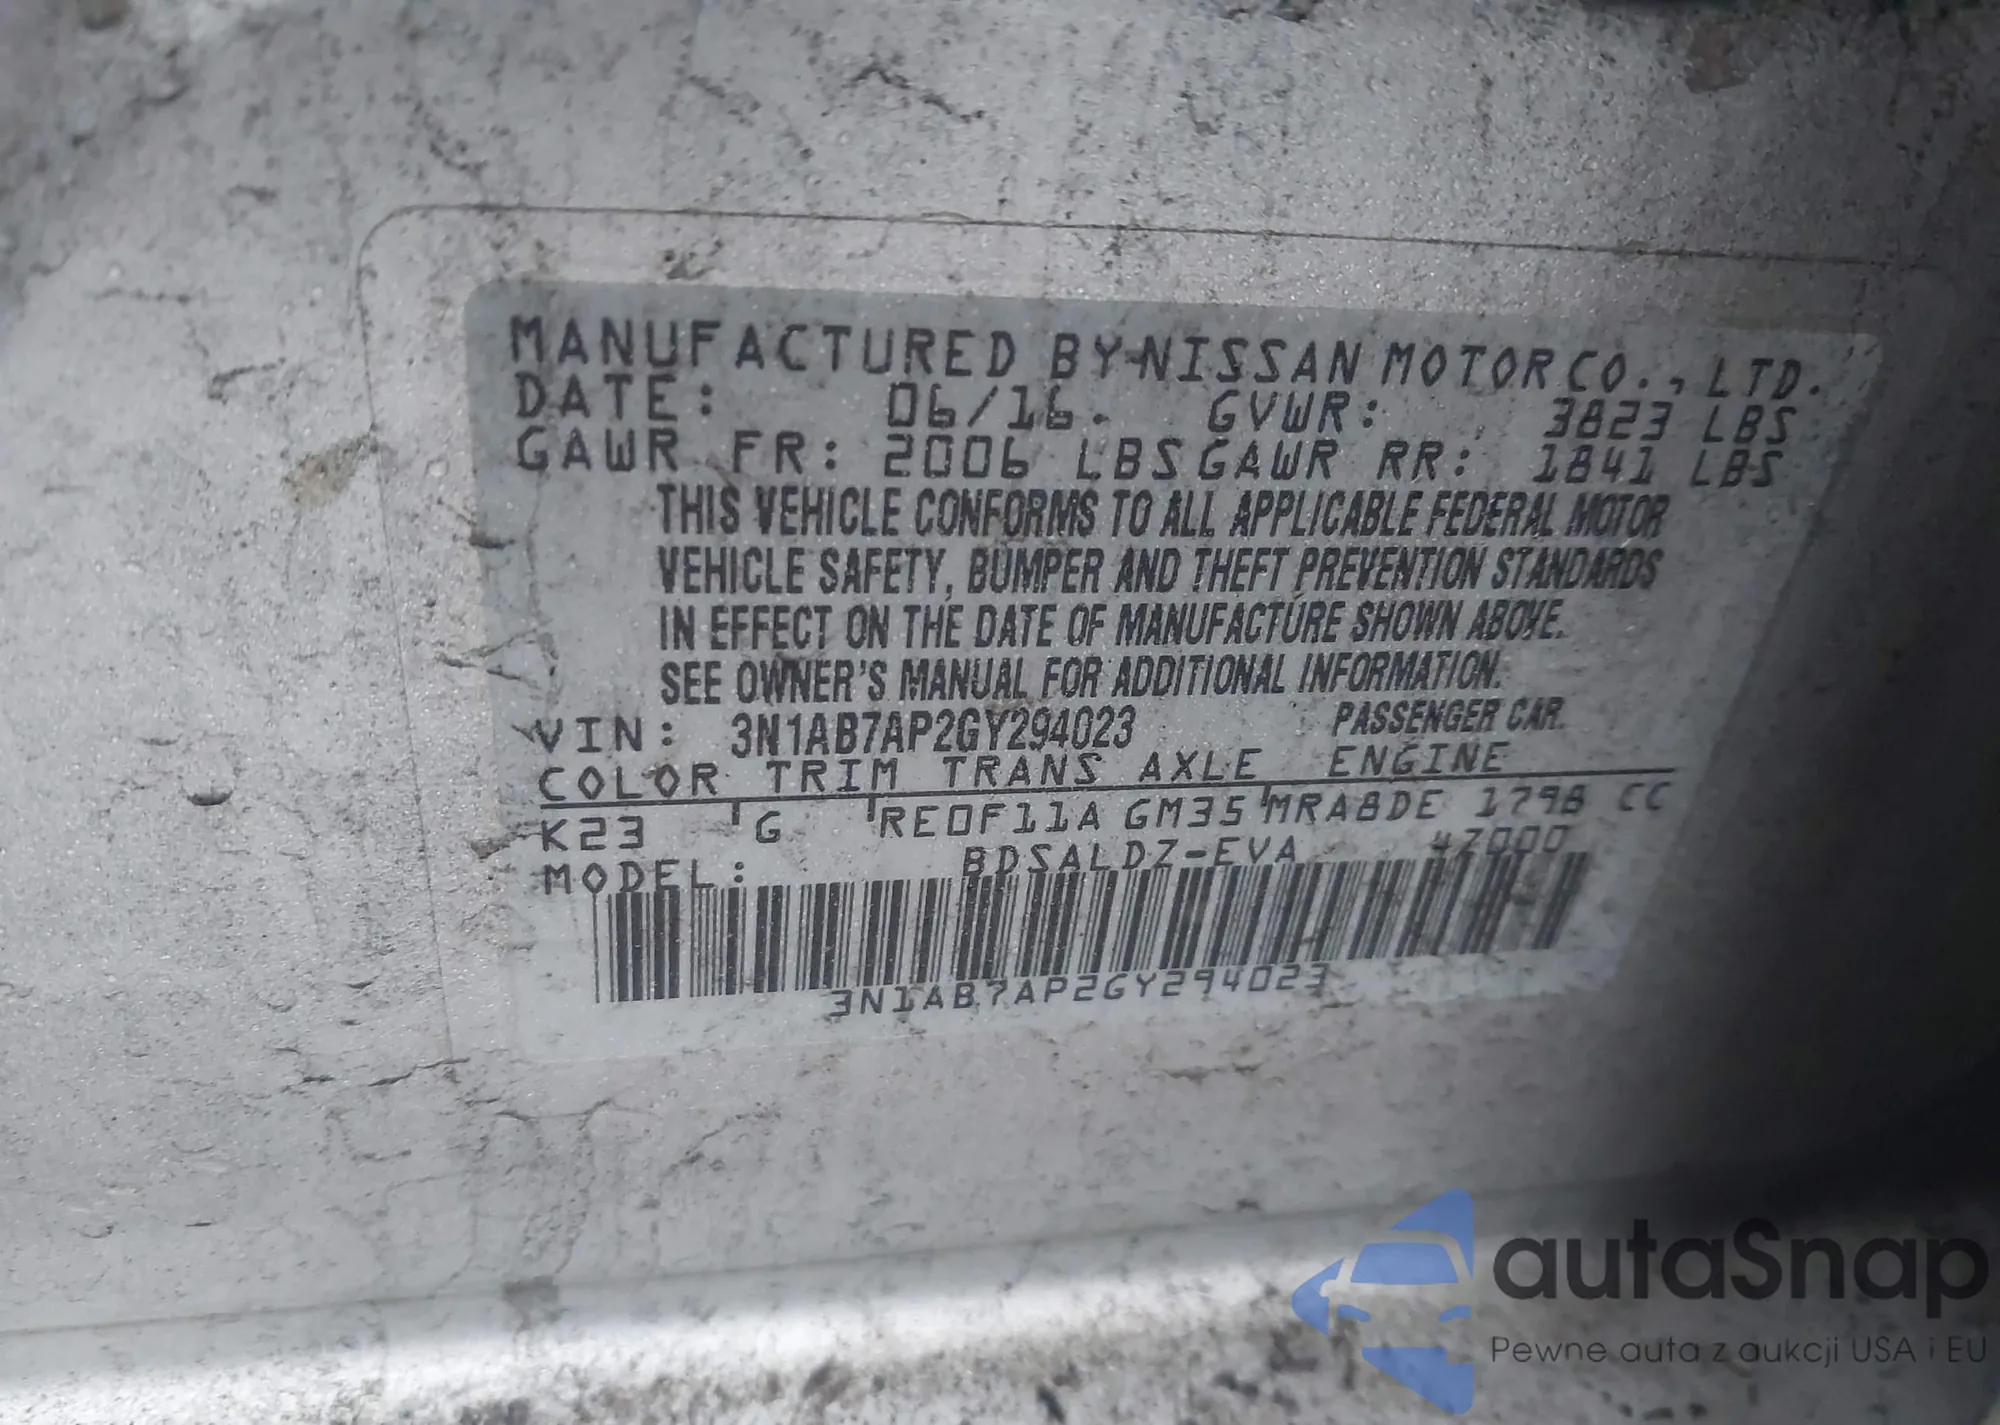 MANUFACTURED BY NISSAN MOTOR CO., LTD.
DATE: 06/16. GVWR: 3823 LBS
GAWR FR: 2006 LBS GAWR RR: 1841 LBS
THIS VEHICLE CONFORMS TO ALL APPLICABLE FEDERAL MOTOR
VEHICLE SAFETY, BUMPER AND THEFT PREVENTION STANDARDS
IN EFFECT ON THE DATE OF MANUFACTURE SHOWN ABOVE.
SEE OWNER'S MANUAL FOR ADDITIONAL INFORMATION.
VIN: 3N1AB7AP2GY294023 PASSENGER CAR.
COLOR TRIM TRANS AXLE ENGINE
K23 G RE0F11A GM35 MRA8DE 1798 CC
MODEL: BDSALDZ-EVA 47000
3N1AB7AP2GY294023
autaSnap
Pewne auta z aukcji USA i EU